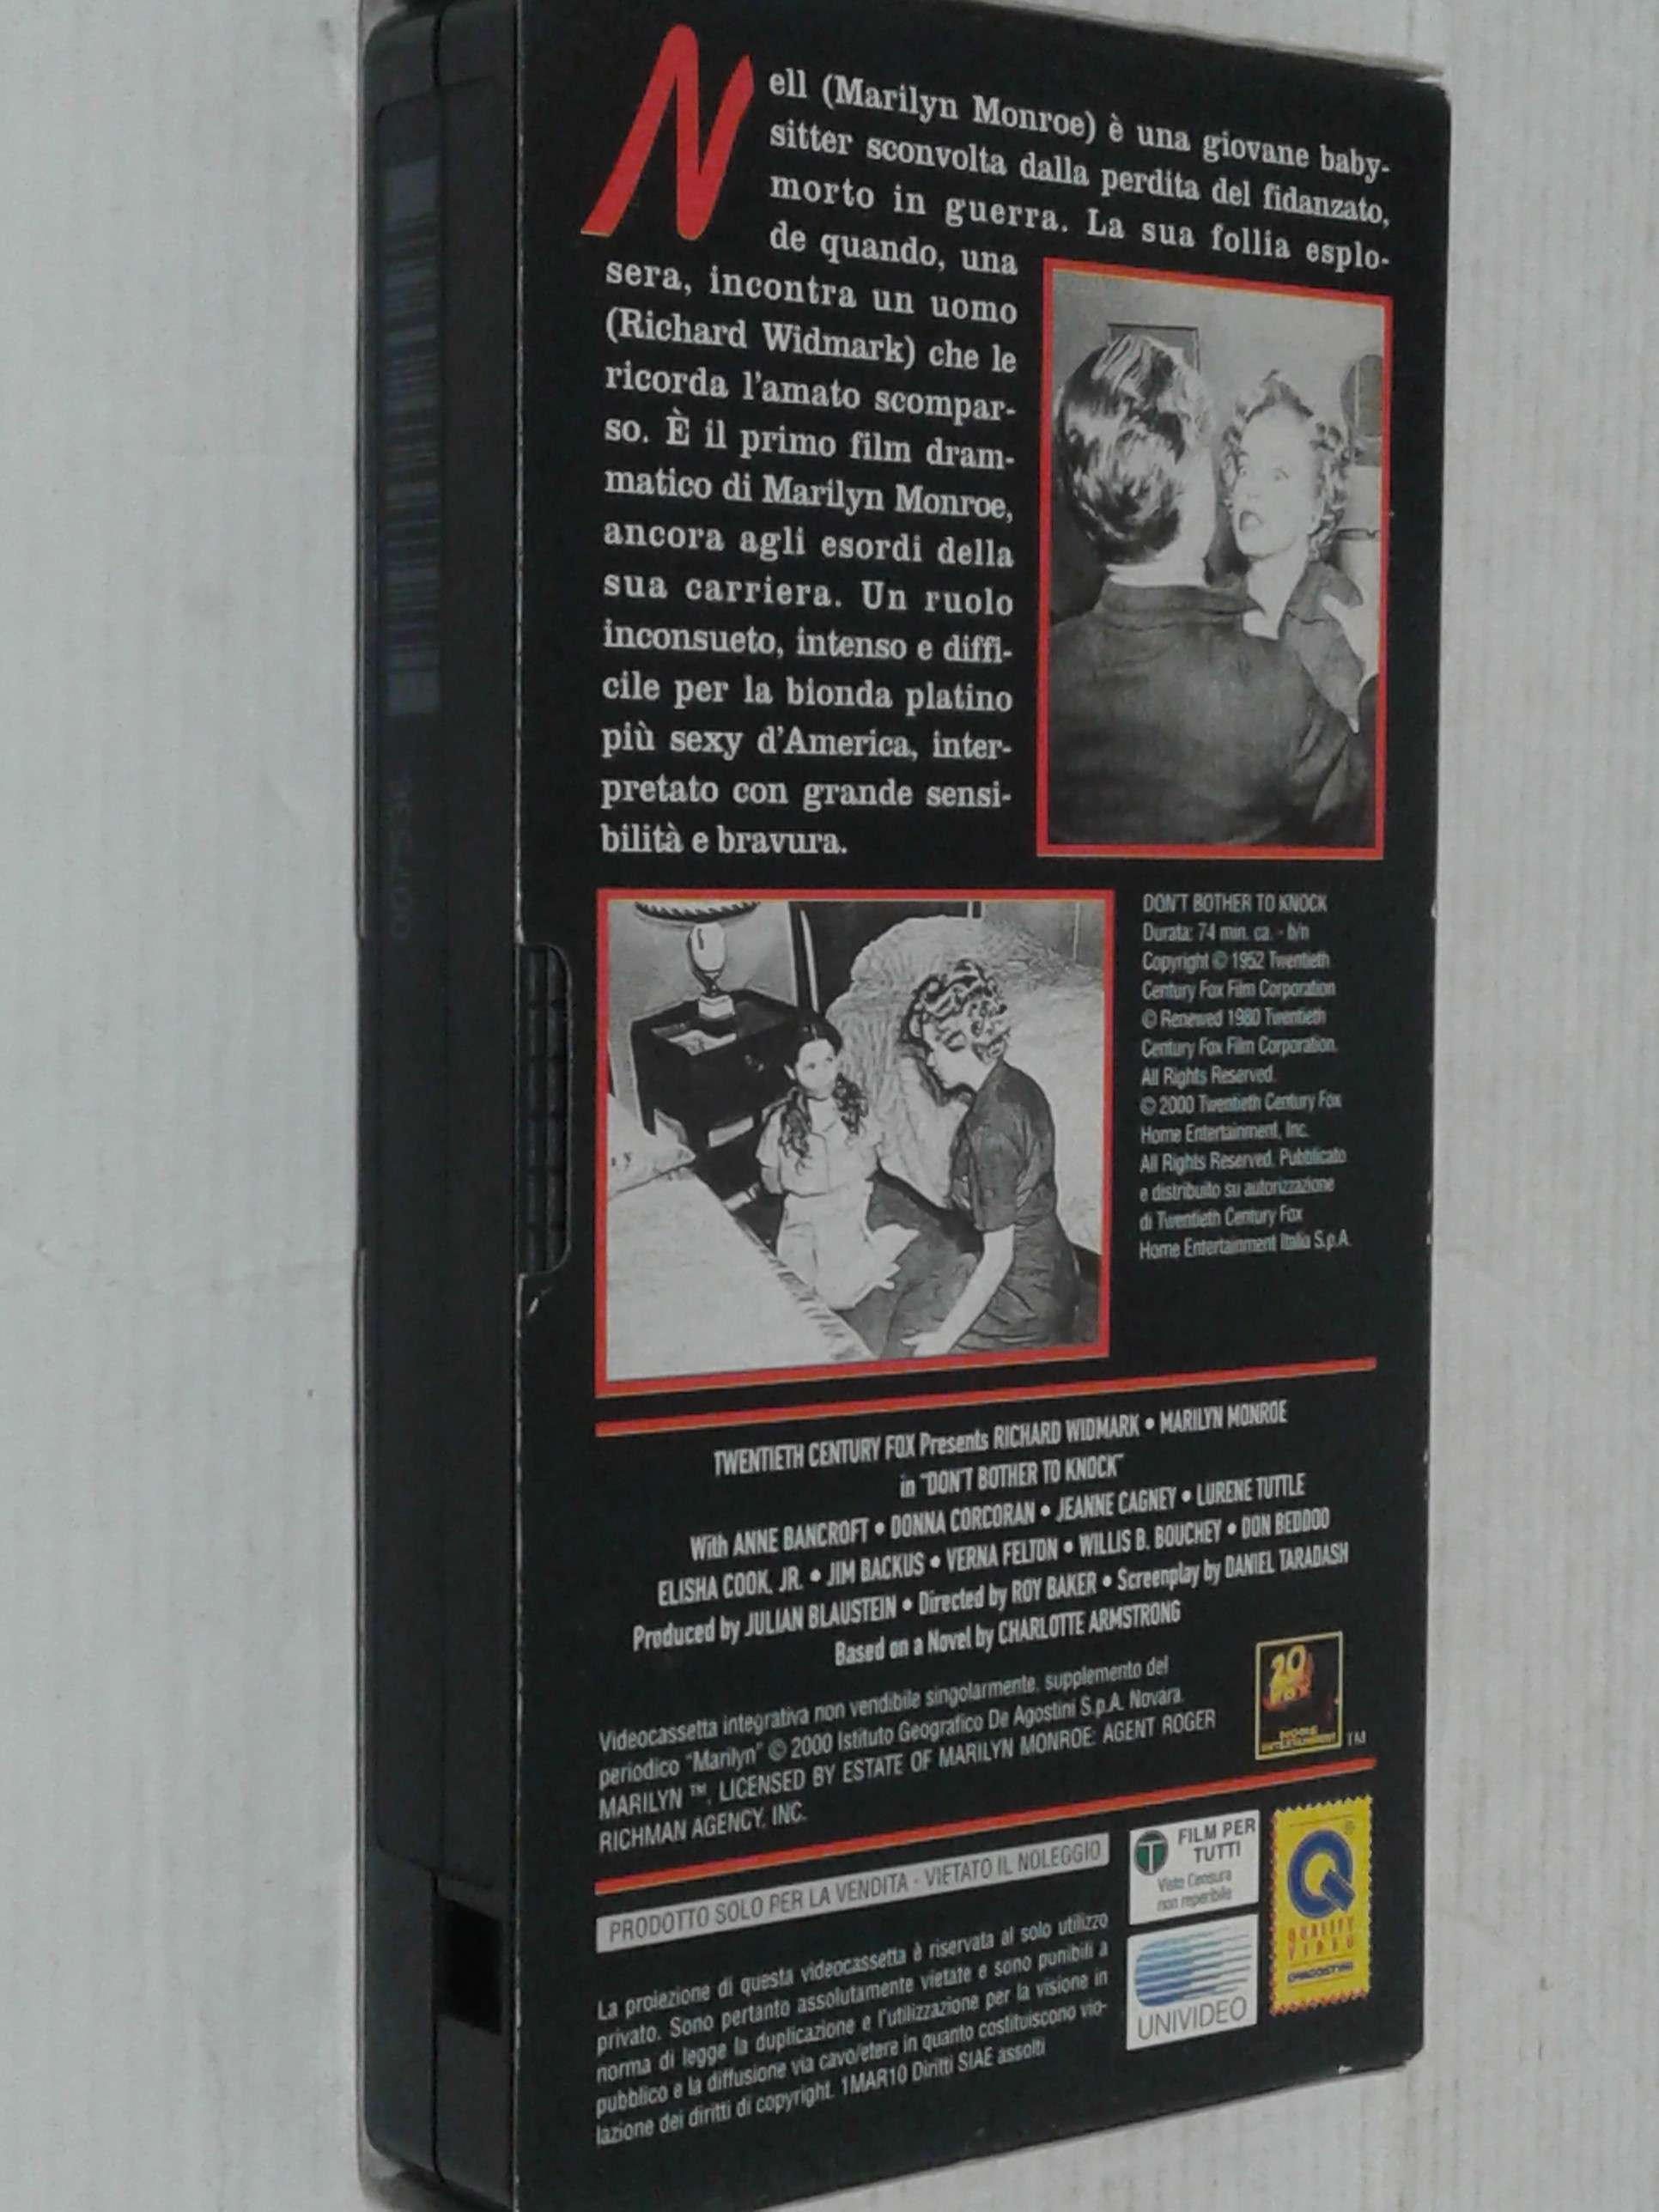 Nell (Marilyn Monroe) è una giovane baby-
sitter sconvolta dalla perdita del fidanzato,
morto in guerra. La sua follia esplo-
de quando, una
sera, incontra un uomo
(Richard Widmark) che le
ricorda l'amato scompar-
so. È il primo film dram-
matico di Marilyn Monroe,
ancora agli esordi della
sua carriera. Un ruolo
inconsueto, intenso e diffi-
cile per la bionda platino
più sexy d'America, inter-
pretato con grande sensi-
bilità e bravura.
DON'T BOTHER TO KNOCK
Durata: 74 min. ca. - b/n
Copyright © 1952 Twentieth
Century Fox Film Corporation
© Renewed 1980 Twentieth
Century Fox Film Corporation.
All Rights Reserved.
© 2000 Twentieth Century Fox
Home Entertainment, Inc.
All Rights Reserved. Pubblicato
e distribuito su autorizzazione
di Twentieth Century Fox
Home Entertainment Italia S.p.A.
TWENTIETH CENTURY FOX Presents RICHARD WIDMARK • MARILYN MONROE
in "DON'T BOTHER TO KNOCK"
With ANNE BANCROFT • DONNA CORCORAN • JEANNE CAGNEY • LURENE TUTTLE
ELISHA COOK, JR. • JIM BACKUS • VERNA FELTON • WILLIS B. BOUCHEY • DON BEDDOO
Produced by JULIAN BLAUSTEIN • Directed by ROY BAKER • Screenplay by DANIEL TARADASH
Based on a Novel by CHARLOTTE ARMSTRONG
Videocassetta integrativa non vendibile singolarmente, supplemento del
periodico "Marilyn" © 2000 Istituto Geografico De Agostini S.p.A. Novara
MARILYN ™, LICENSED BY ESTATE OF MARILYN MONROE: AGENT ROGER
RICHMAN AGENCY, INC.
20
FOX
HOME
ENTERTAINMENT
TM
PRODOTTO SOLO PER LA VENDITA - VIETATO IL NOLEGGIO
La proiezione di questa videocassetta è riservata al solo utilizzo
privato. Sono pertanto assolutamente vietate e sono punibili a
norma di legge la duplicazione e l'utilizzazione per la visione in
pubblico e la diffusione via cavo/etere in quanto costituiscono vio-
lazione dei diritti di copyright. 1MAR10 Diritti SIAE assolti
T FILM PER
TUTTI
Visto Censura
non reperibile
UNIVIDEO
Q ®
QUALITY
VIDEO
DEAGOSTINI